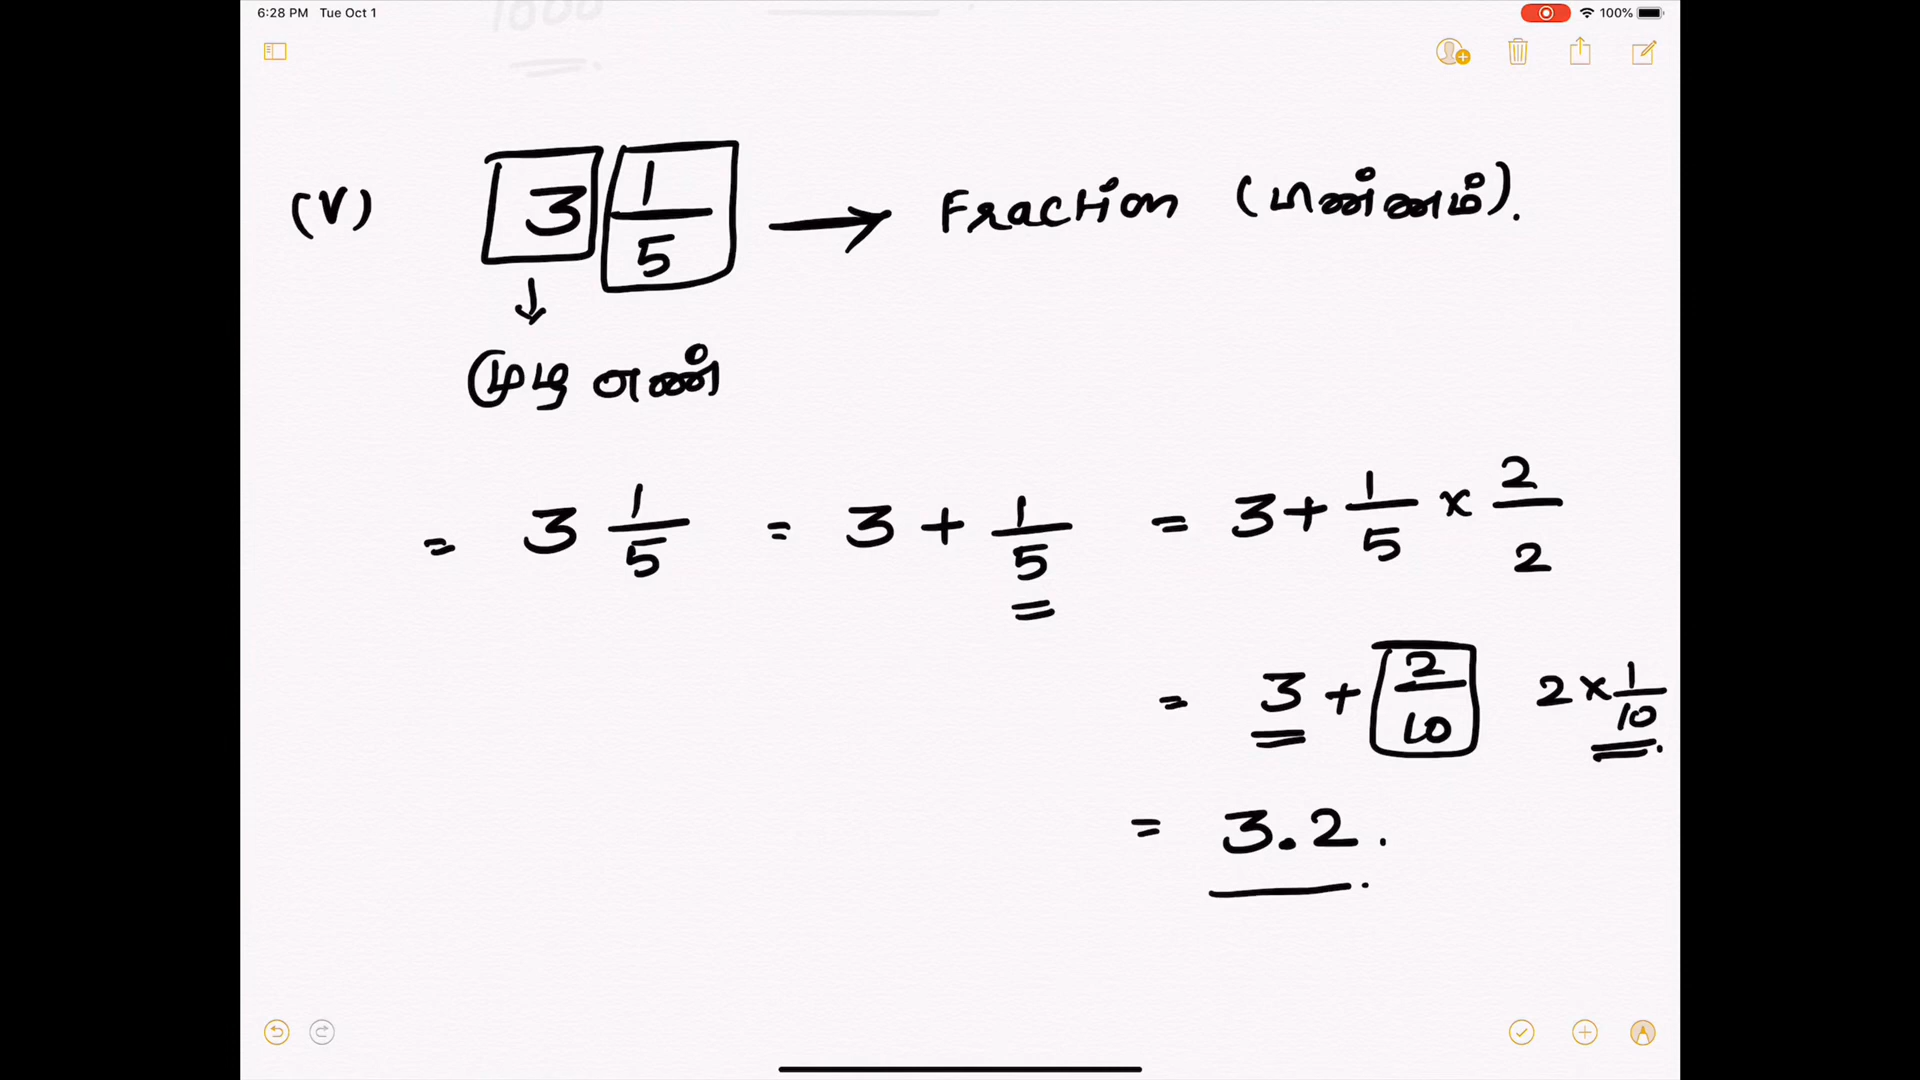 6:28 PM Tue Oct 1 100%
(V) 3 1/5 → Fraction (பின்னம்).
↓
முழு எண்
= 3 1/5 = 3 + 1/5 = 3 + 1/5 x 2/2
= 3 + 2/10 2 x 1/10.
= 3.2.